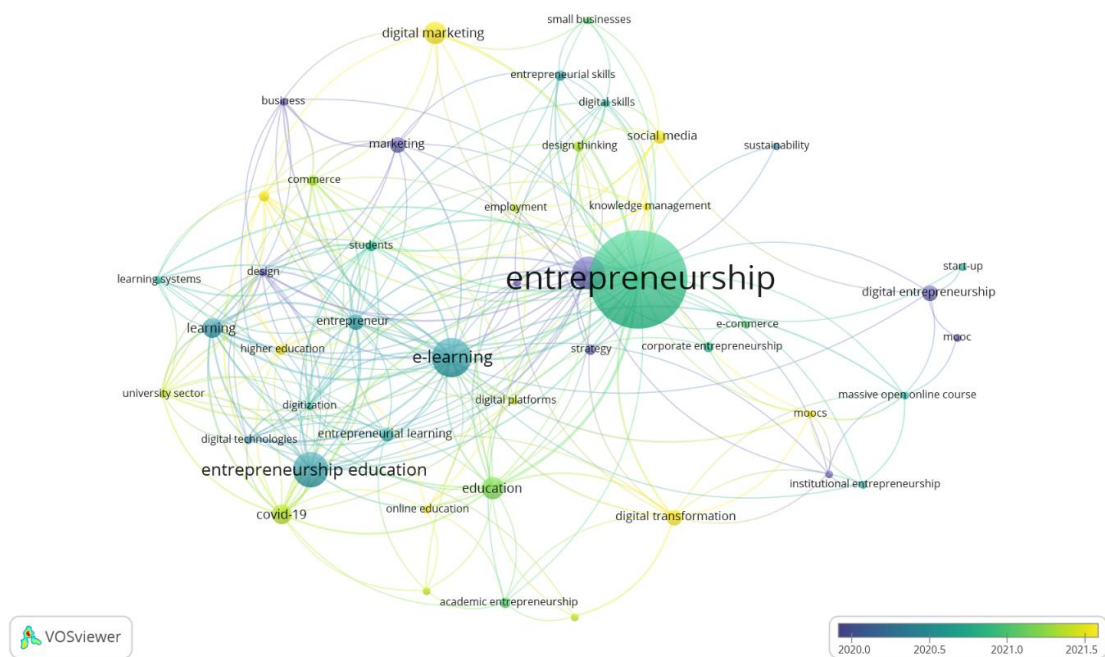 small businesses
digital marketing
entrepreneurial skills
business
digital skills
social media
marketing
design thinking
sustainability
commerce
employment
knowledge management
students
start-up
learning systems
design
entrepreneurship
digital entrepreneurship
learning
entrepreneur
e-commerce
higher education
e-learning
strategy
corporate entrepreneurship
mooc
university sector
digitization
digital platforms
massive open online course
moocs
digital technologies
entrepreneurial learning
entrepreneurship education
institutional entrepreneurship
education
covid-19
online education
digital transformation
academic entrepreneurship
VOSviewer
2020.0 2020.5 2021.0 2021.5